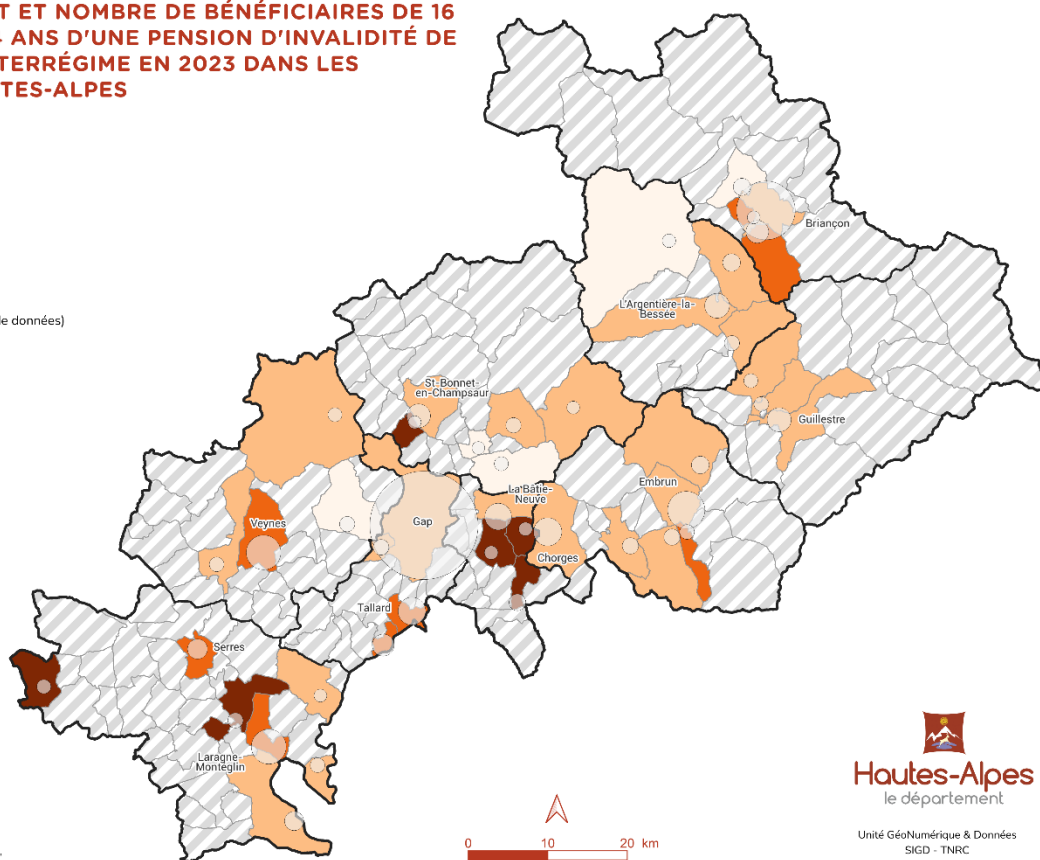 T ET NOMBRE DE BÉNÉFICIAIRES DE 16
ANS D'UNE PENSION D'INVALIDITÉ DE
TERRÉGIME EN 2023 DANS LES
TES-ALPES
le données)
Briançon
L'Argentière-la-
Bessée
St-Bonnet-
en-Champsaur
Guillestre
Embrun
La Bâtie-
Neuve
Veynes
Gap
Chorges
Tallard
Serres
Laragne-
Montéglin
0 10 20 km
Hautes-Alpes
le département
Unité GéoNumérique & Données
SIGD - TNRC